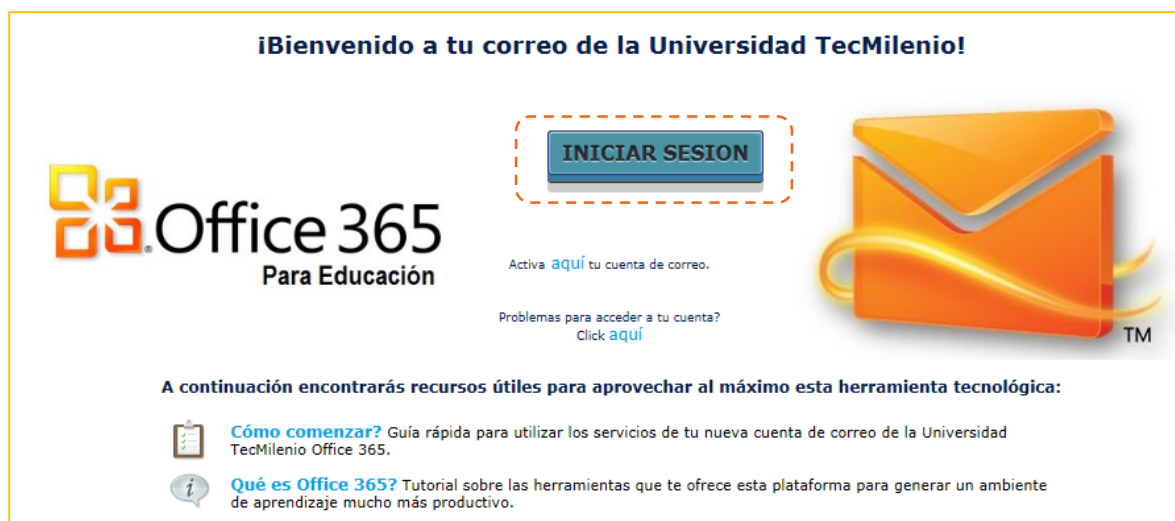 ¡Bienvenido a tu correo de la Universidad TecMilenio!
INICIAR SESION
Office 365
Para Educación
Activa aquí tu cuenta de correo.
Problemas para acceder a tu cuenta?
Click aquí
TM
A continuación encontrarás recursos útiles para aprovechar al máximo esta herramienta tecnológica:
Cómo comenzar? Guía rápida para utilizar los servicios de tu nueva cuenta de correo de la Universidad
TecMilenio Office 365.
Qué es Office 365? Tutorial sobre las herramientas que te ofrece esta plataforma para generar un ambiente
de aprendizaje mucho más productivo.